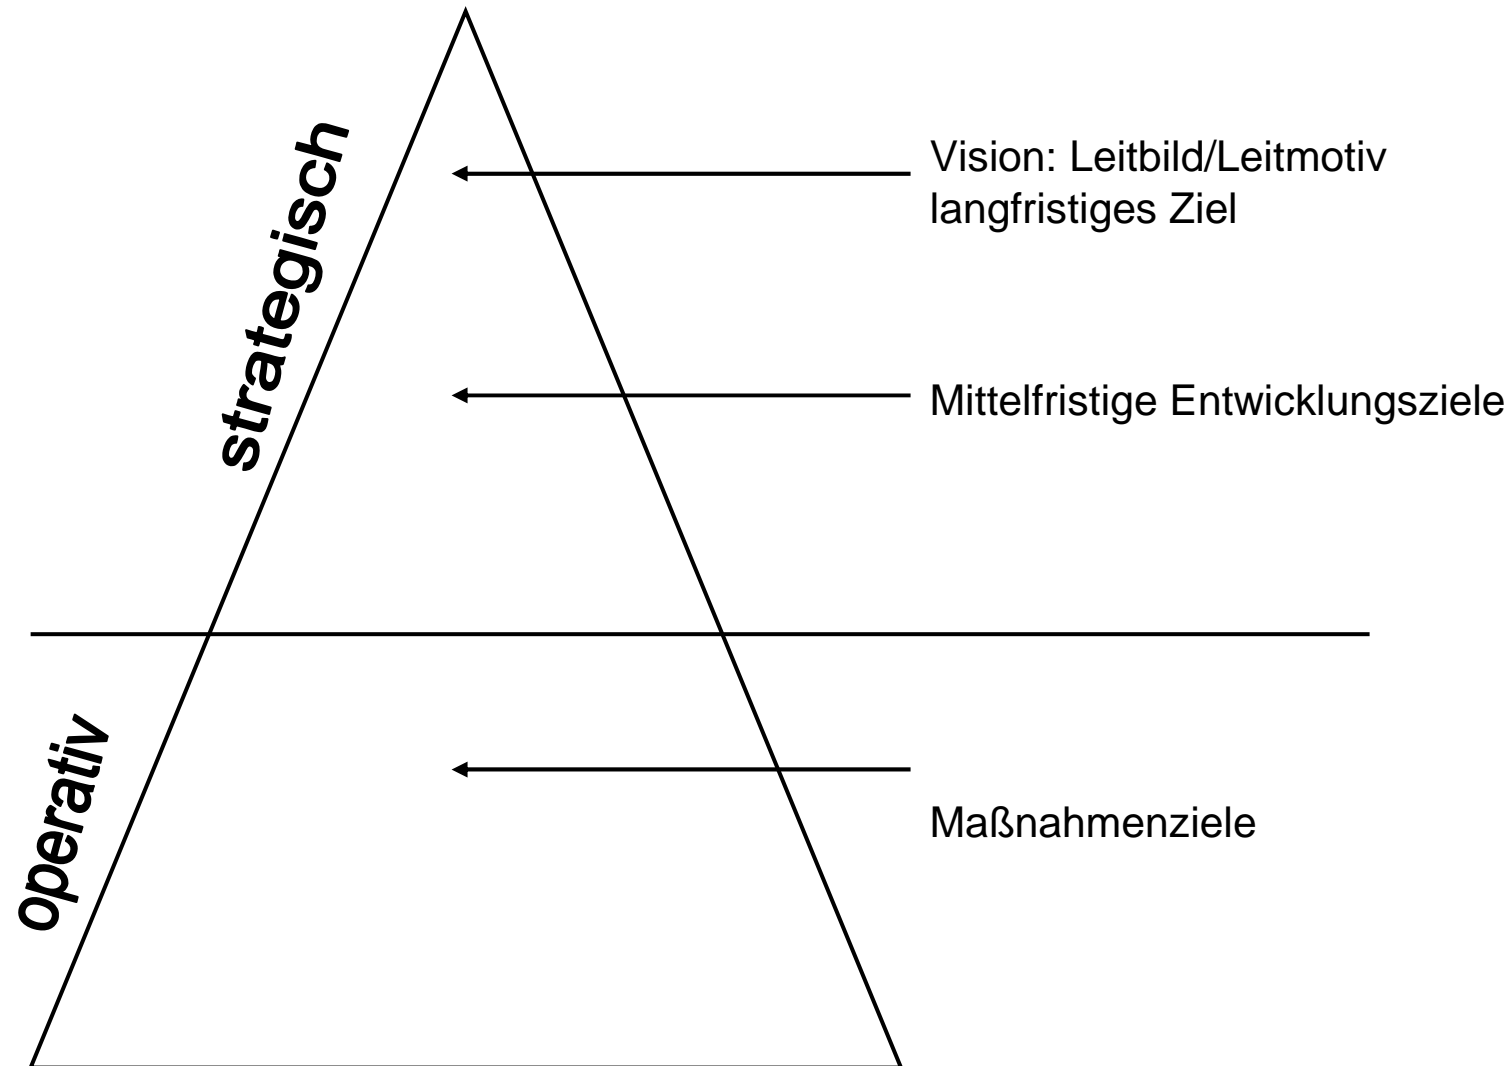 strategisch
Vision: Leitbild/Leitmotiv
langfristiges Ziel
Mittelfristige Entwicklungsziele
operativ
Maßnahmenziele